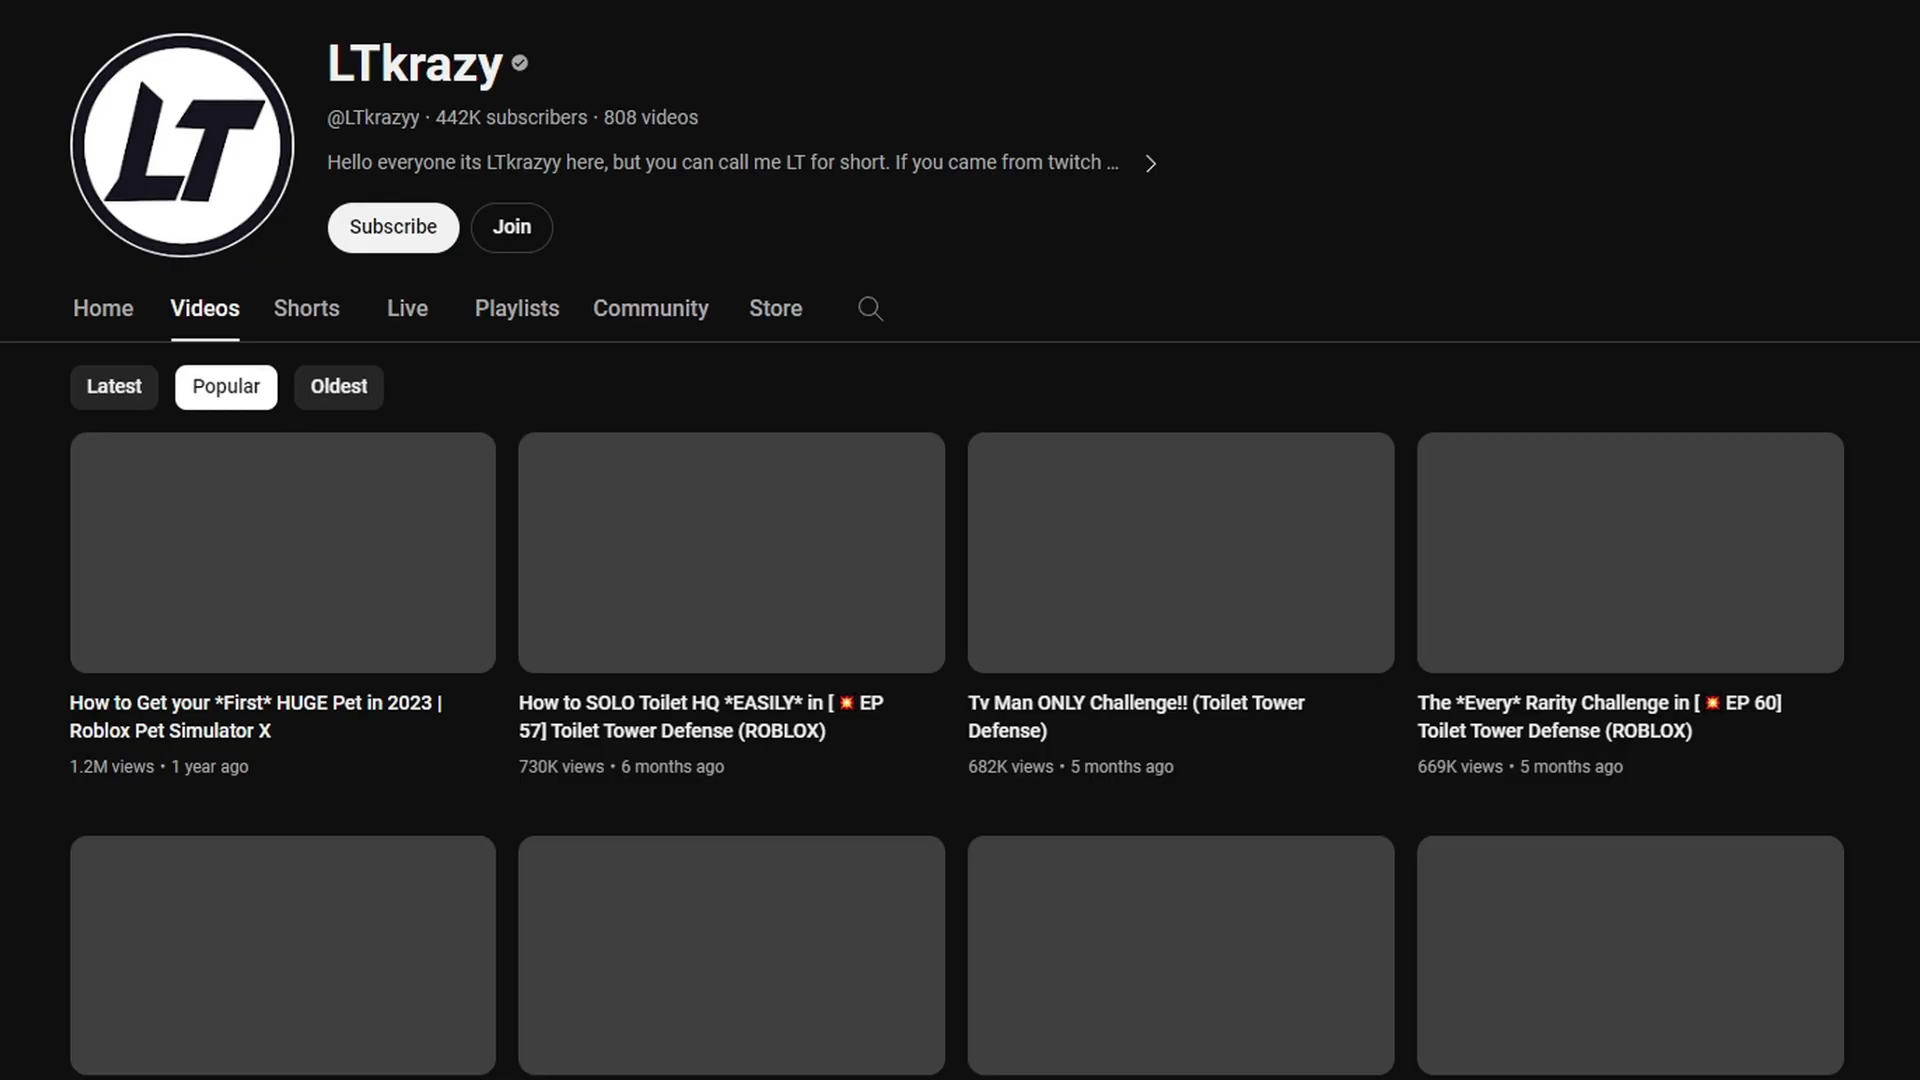 LT
LTkrazy
@LTkrazyy · 442K subscribers · 808 videos
Hello everyone its LTkrazyy here, but you can call me LT for short. If you came from twitch ...
Subscribe
Join
Home
Videos
Shorts
Live
Playlists
Community
Store
Latest
Popular
Oldest
How to Get your *First* HUGE Pet in 2023 |
Roblox Pet Simulator X
1.2M views • 1 year ago
How to SOLO Toilet HQ *EASILY* in [ 💥 EP
57] Toilet Tower Defense (ROBLOX)
730K views • 6 months ago
Tv Man ONLY Challenge!! (Toilet Tower
Defense)
682K views • 5 months ago
The *Every* Rarity Challenge in [ 💥 EP 60]
Toilet Tower Defense (ROBLOX)
669K views • 5 months ago